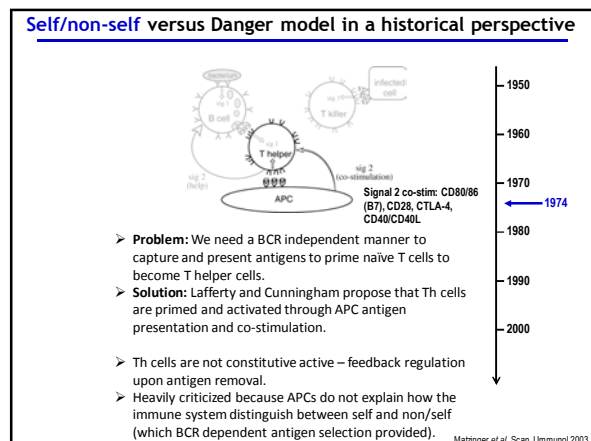 Self/non-self versus Danger model in a historical perspective
bacterium
infected
cell
sig 1
sig 1
B cell
T killer
sig 1
T helper
sig 2
(help)
sig 2
(co-stimulation)
APC
Signal 2 co-stim: CD80/86
(B7), CD28, CTLA-4,
CD40/CD40L
1950
1960
1970
1974
1980
1990
2000
➢ Problem: We need a BCR independent manner to
capture and present antigens to prime naïve T cells to
become T helper cells.
➢ Solution: Lafferty and Cunningham propose that Th cells
are primed and activated through APC antigen
presentation and co-stimulation.
➢ Th cells are not constitutive active – feedback regulation
upon antigen removal.
➢ Heavily criticized because APCs do not explain how the
immune system distinguish between self and non/self
(which BCR dependent antigen selection provided).
Matzinger et al. Scan. Immunol 2003